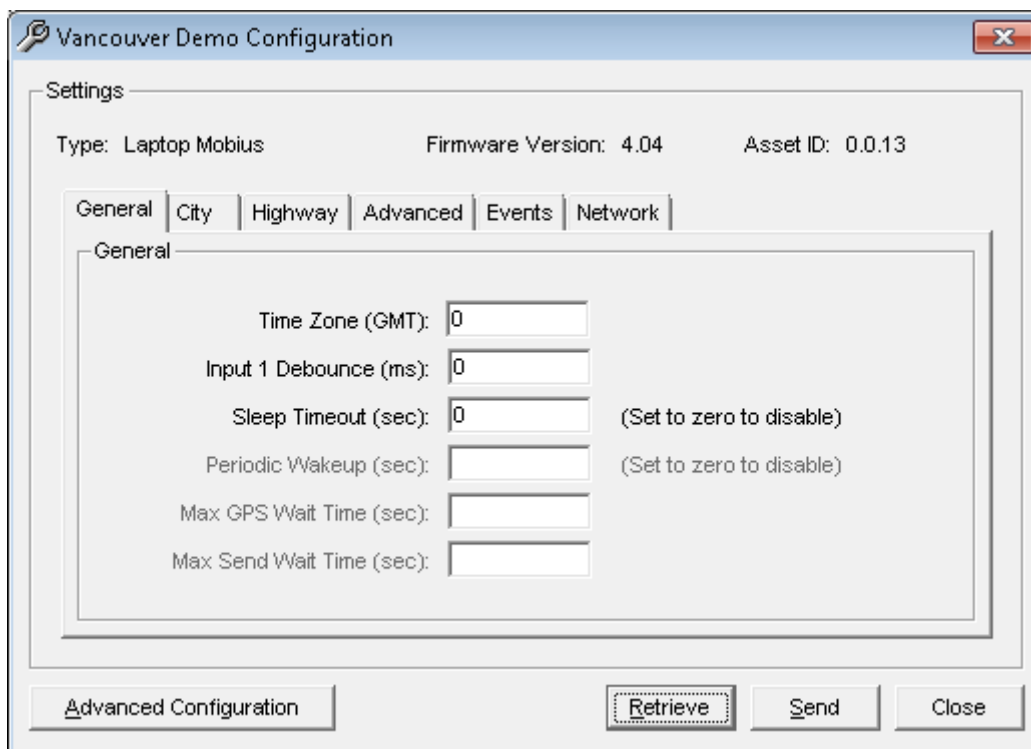 Vancouver Demo Configuration
Settings
Type: Laptop Mobius Firmware Version: 4.04 Asset ID: 0.0.13
General City Highway Advanced Events Network
General
Time Zone (GMT): 0
Input 1 Debounce (ms): 0
Sleep Timeout (sec): 0 (Set to zero to disable)
Periodic Wakeup (sec): (Set to zero to disable)
Max GPS Wait Time (sec):
Max Send Wait Time (sec):
Advanced Configuration Retrieve Send Close